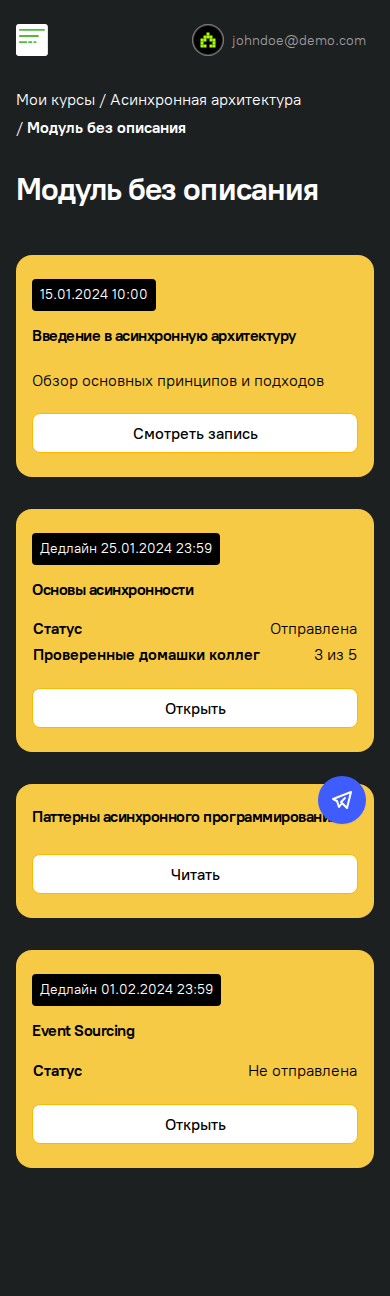 johndoe@demo.com
Мои курсы / Асинхронная архитектура
/ Модуль без описания
Модуль без описания
15.01.2024 10:00
Введение в асинхронную архитектуру
Обзор основных принципов и подходов
Смотреть запись
Дедлайн 25.01.2024 23:59
Основы асинхронности
Статус Отправлена
Проверенные домашки коллег 3 из 5
Открыть
Паттерны асинхронного
Читать
Дедлайн 01.02.2024 23:59
Event Sourcing
Статус Не отправлена
Открыть